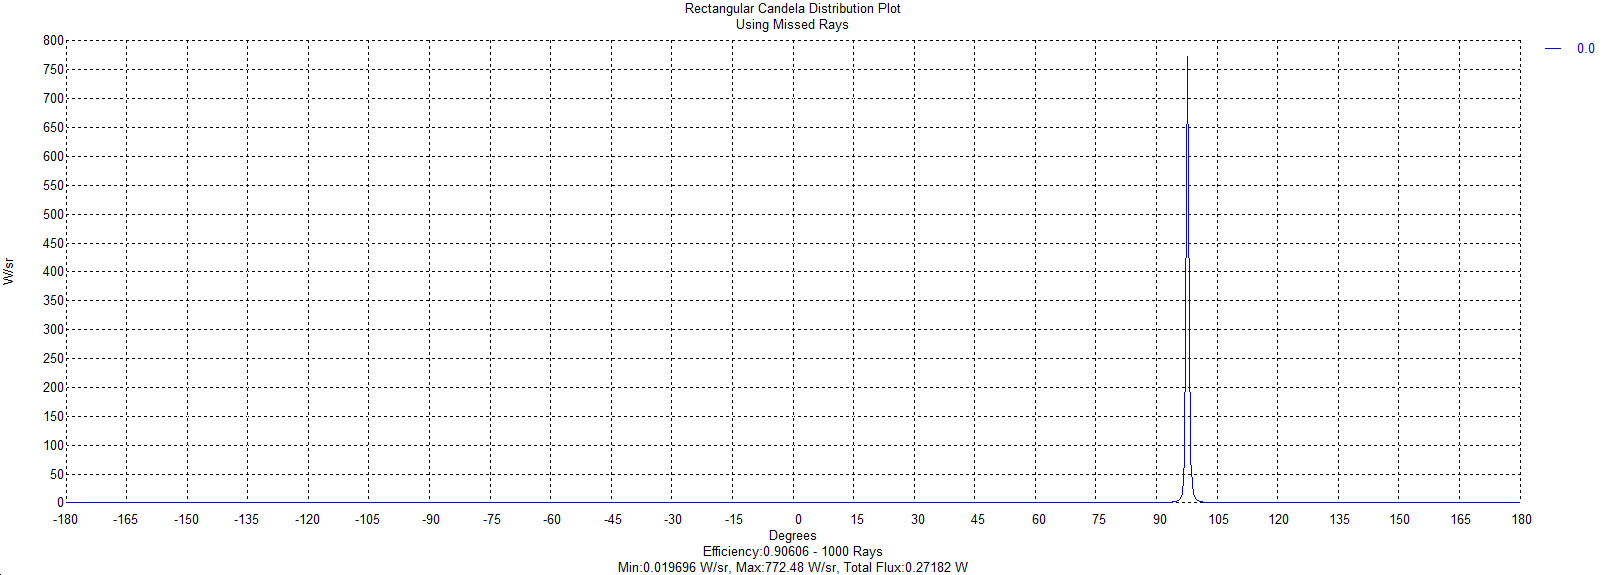 Rectangular Candela Distribution Plot
Using Missed Rays
0.0
800
750
700
650
600
550
500
450
400
350
300
250
200
150
100
50
0
W/sr
-180 -165 -150 -135 -120 -105 -90 -75 -60 -45 -30 -15 0 15 30 45 60 75 90 105 120 135 150 165 180
Degrees
Efficiency:0.90606 - 1000 Rays
Min:0.019696 W/sr, Max:772.48 W/sr, Total Flux:0.27182 W